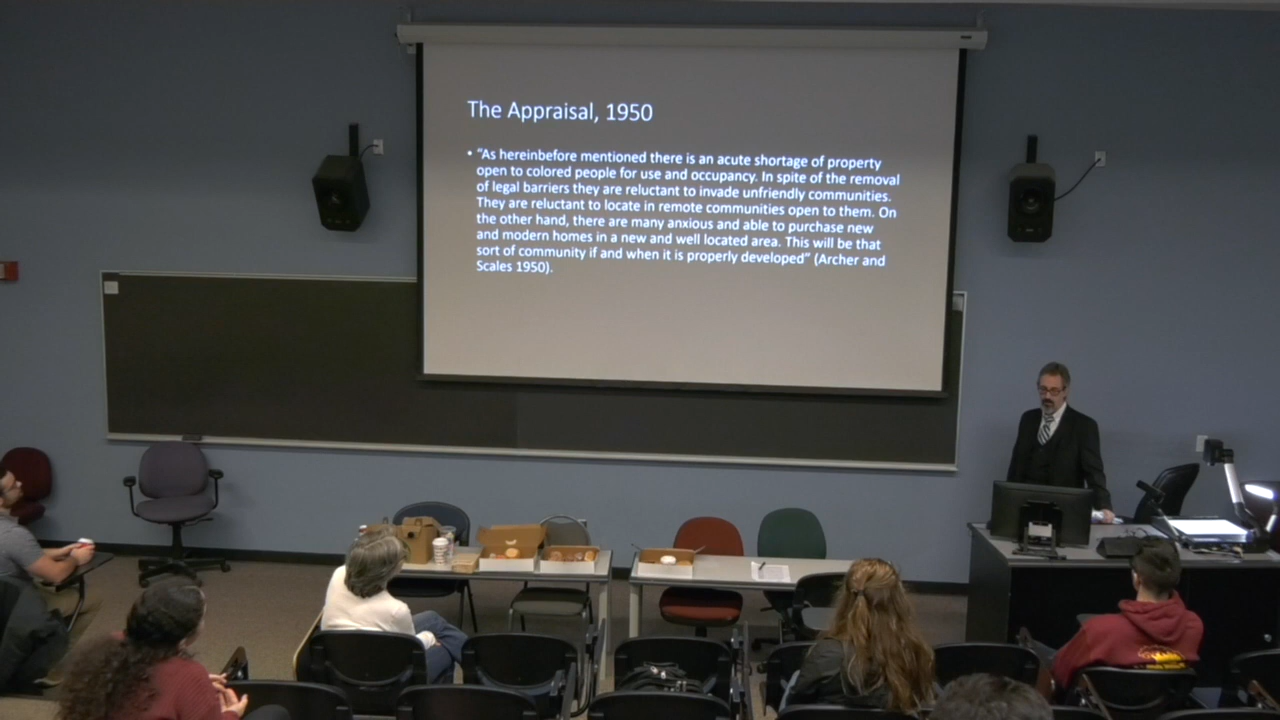 The Appraisal, 1950
• “As hereinbefore mentioned there is an acute shortage of property
open to colored people for use and occupancy. In spite of the removal
of legal barriers they are reluctant to invade unfriendly communities.
They are reluctant to locate in remote communities open to them. On
the other hand, there are many anxious and able to purchase new
and modern homes in a new and well located area. This will be that
sort of community if and when it is properly developed” (Archer and
Scales 1950).